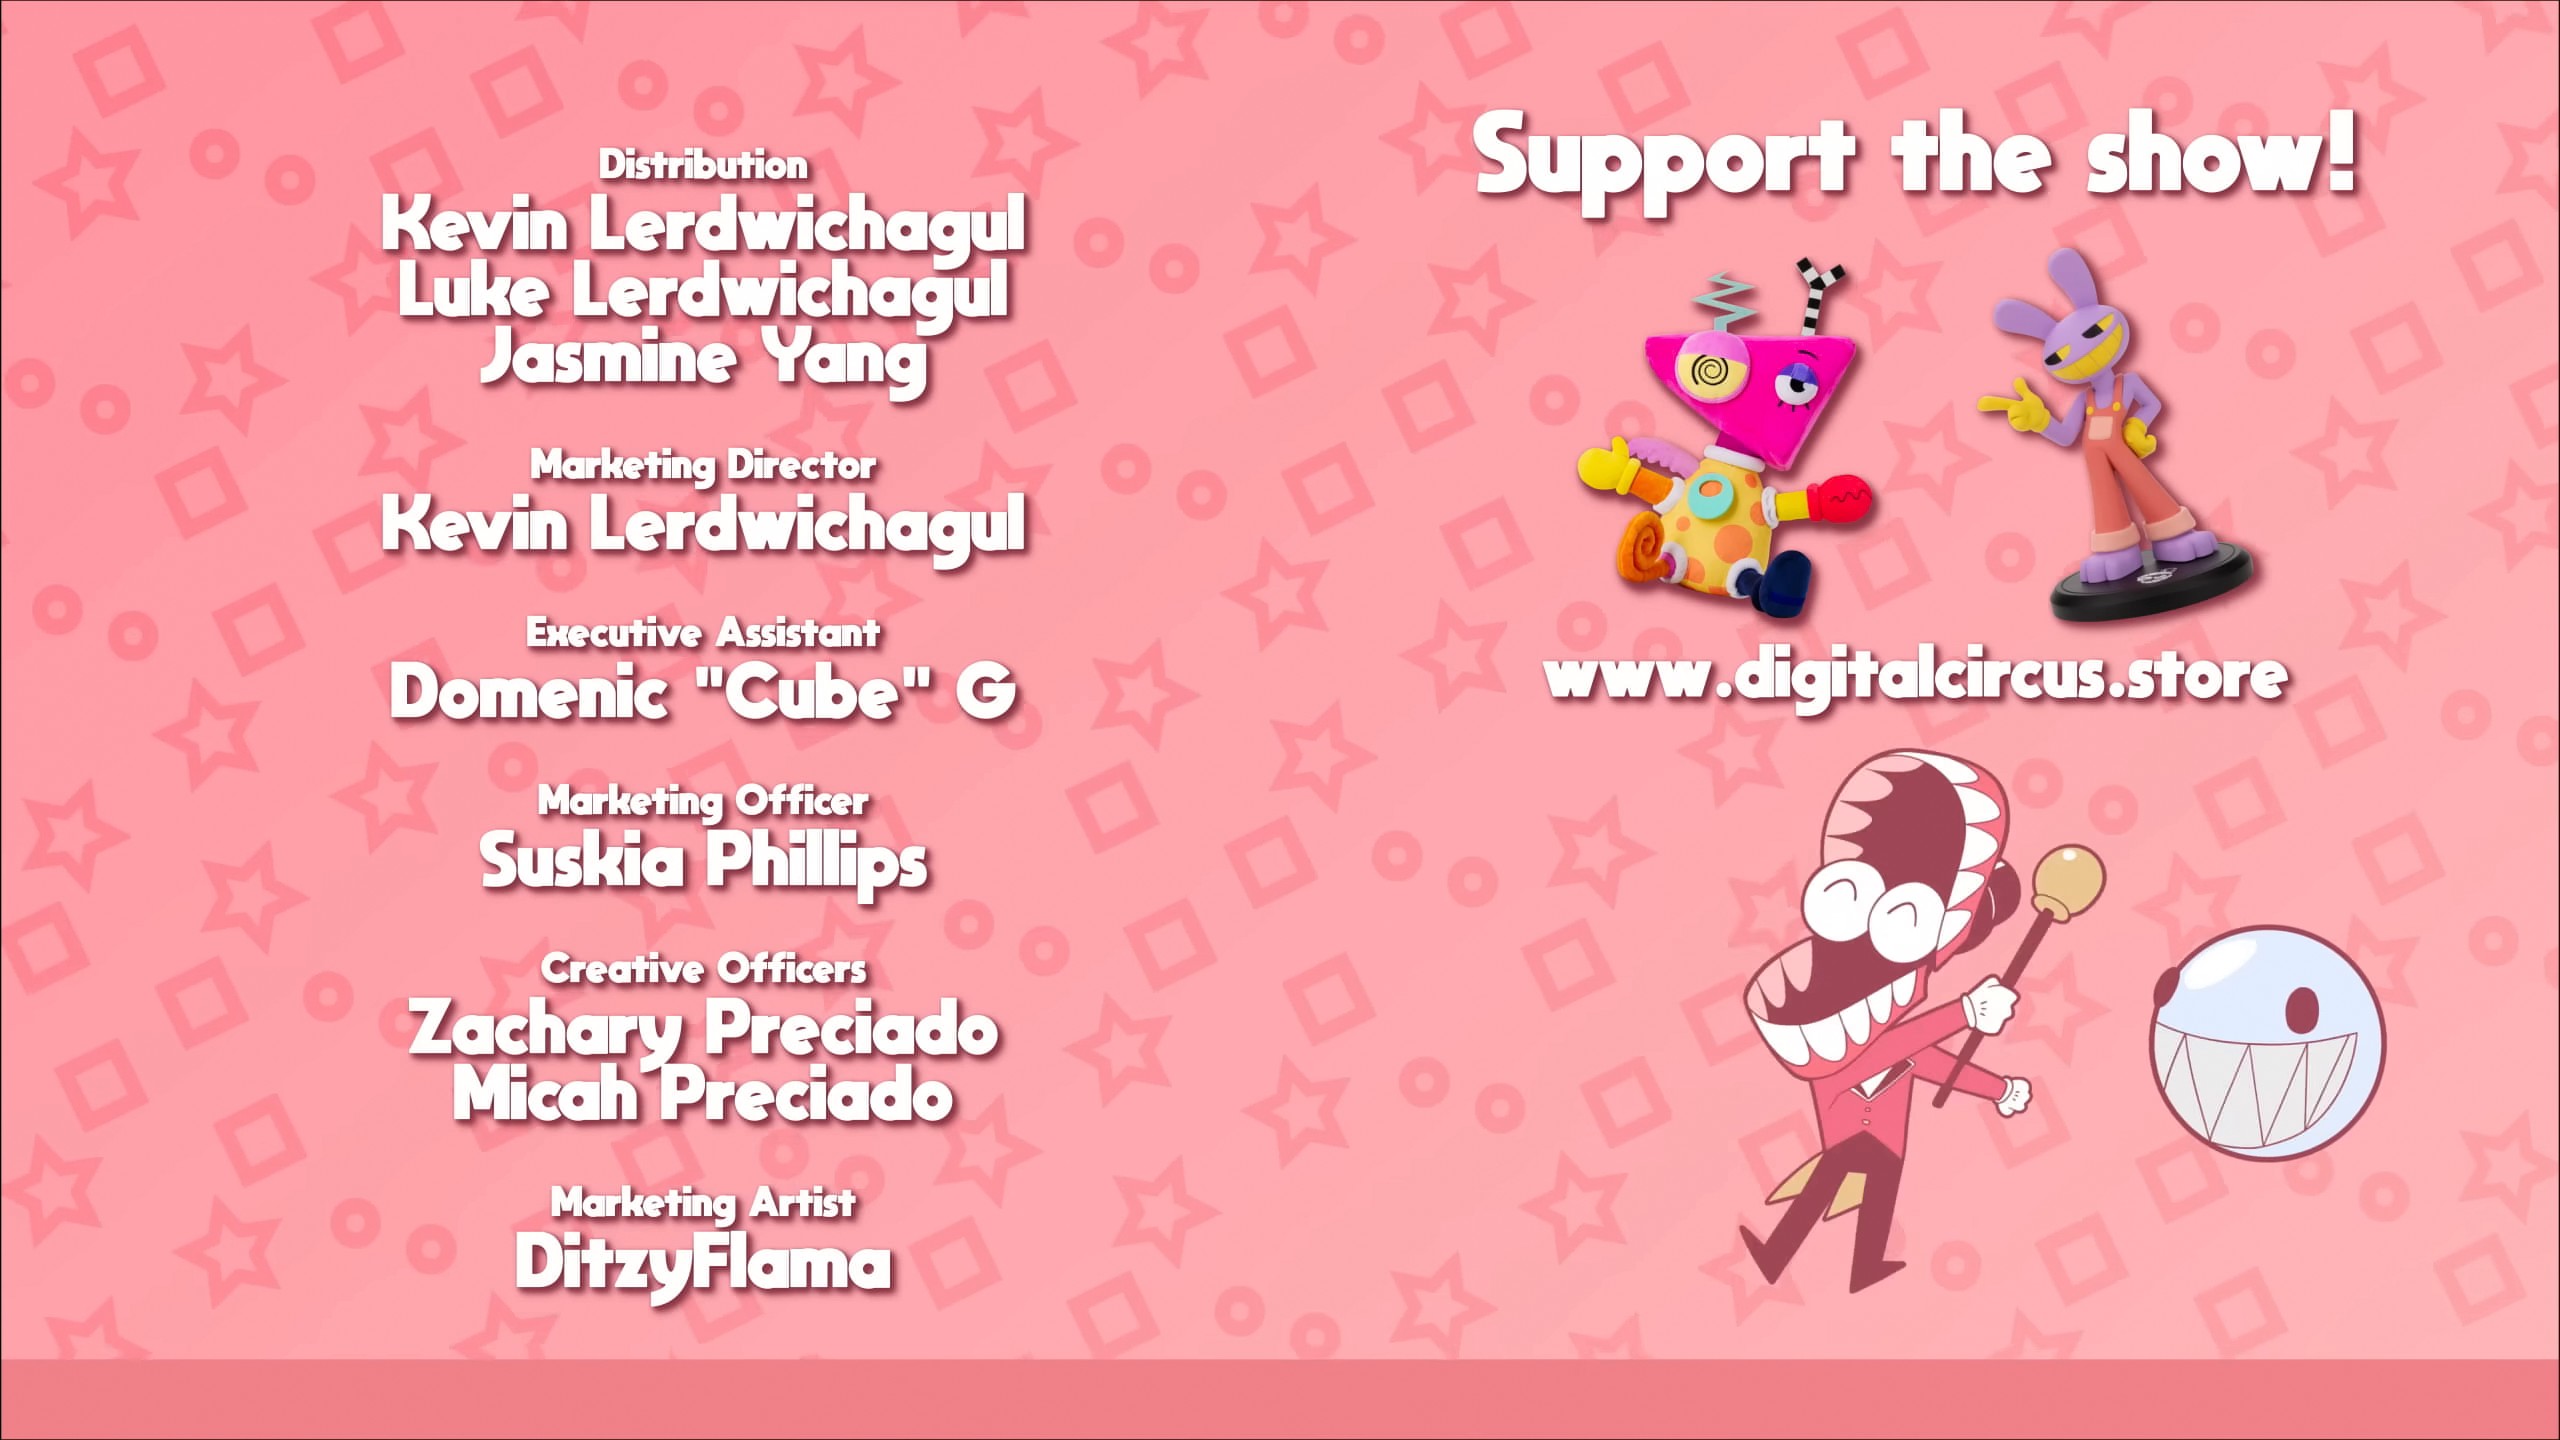 Distribution
Kevin Lerdwichagul
Luke Lerdwichagul
Jasmine Yang
Marketing Director
Kevin Lerdwichagul
Executive Assistant
Domenic "Cube" G
Marketing Officer
Suskia Phillips
Creative Officers
Zachary Preciado
Micah Preciado
Marketing Artist
DitzyFlama
Support the show!
www.digitalcircus.store